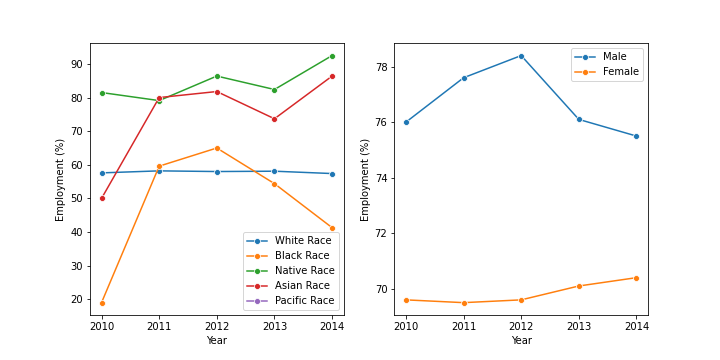 90
80
70
60
50
40
30
20
Employment (%)
2010
2011
2012
2013
2014
Year
White Race
Black Race
Native Race
Asian Race
Pacific Race
78
76
74
72
70
Employment (%)
2010
2011
2012
2013
2014
Year
Male
Female